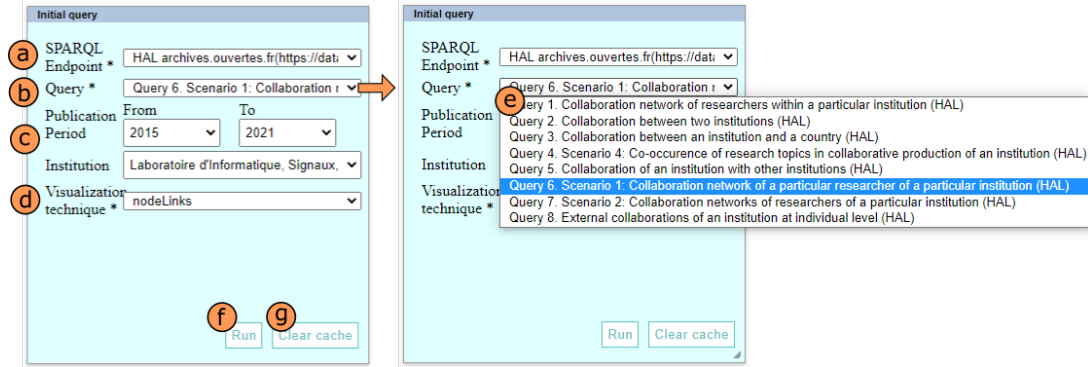 Initial query
a
SPARQL
Endpoint *
HAL archives.ouvertes.fr(https://data
b
Query *
Query 6. Scenario 1: Collaboration r
c
Publication
Period
From
To
2015
2021
Institution
Laboratoire d'Informatique, Signaux,
d
Visualization
technique *
nodeLinks
f
Run
g
Clear cache
Initial query
SPARQL
Endpoint *
HAL archives.ouvertes.fr(https://data
Query *
Query 6. Scenario 1: Collaboration r
e
Publication
Period
Institution
Visualization
technique *
Query 1. Collaboration network of researchers within a particular institution (HAL)
Query 2. Collaboration between two institutions (HAL)
Query 3. Collaboration between an institution and a country (HAL)
Query 4. Scenario 4: Co-occurence of research topics in collaborative production of an institution (HAL)
Query 5. Collaboration of an institution with other institutions (HAL)
Query 6. Scenario 1: Collaboration network of a particular researcher of a particular institution (HAL)
Query 7. Scenario 2: Collaboration networks of researchers of a particular institution (HAL)
Query 8. External collaborations of an institution at individual level (HAL)
Run
Clear cache